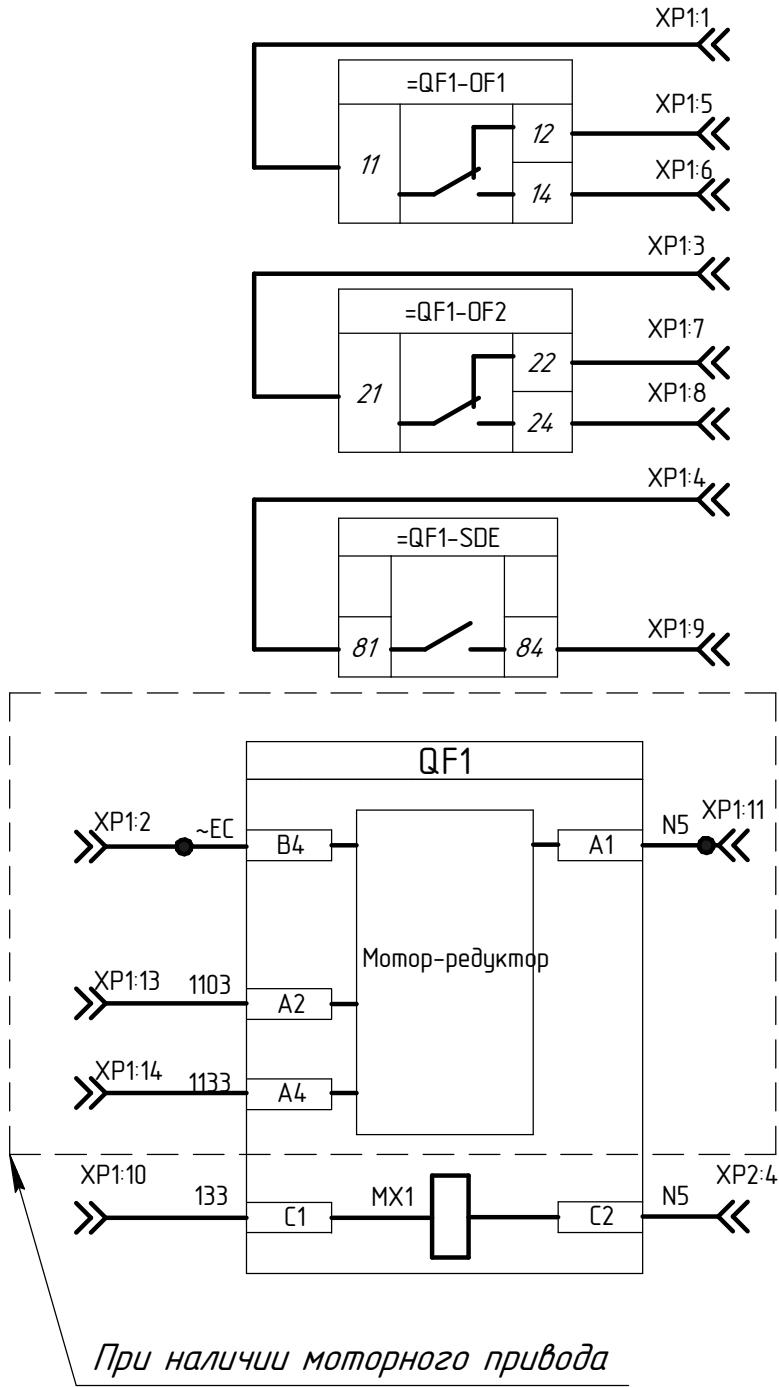 XP1:1
=QF1-OF1
XP1:5
12
11
XP1:6
14
XP1:3
=QF1-OF2
XP1:7
22
21
XP1:8
24
XP1:4
=QF1-SDE
XP1:9
81
84
QF1
XP1:2
~EC
B4
A1
N5
XP1:11
Мотор-редуктор
XP1:13
1103
A2
XP1:14
1133
A4
XP1:10
133
C1
MX1
C2
N5
XP2:4
При наличии моторного привода